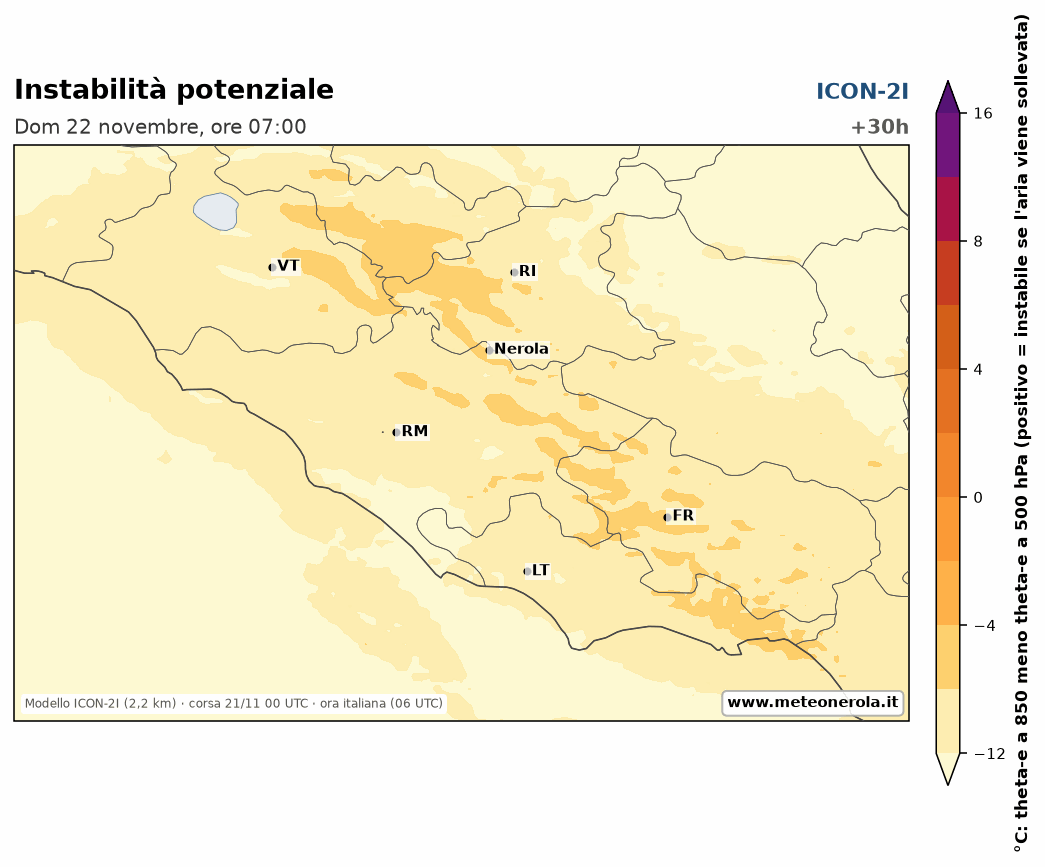 Instabilità potenziale
ICON-2I
Dom 22 novembre, ore 07:00
+30h
VT
RI
Nerola
RM
FR
LT
Modello ICON-2I (2,2 km) · corsa 21/11 00 UTC · ora italiana (06 UTC)
www.meteonerola.it
16
8
4
0
−4
−12
°C: theta-e a 850 meno theta-e a 500 hPa (positivo = instabile se l'aria viene sollevata)